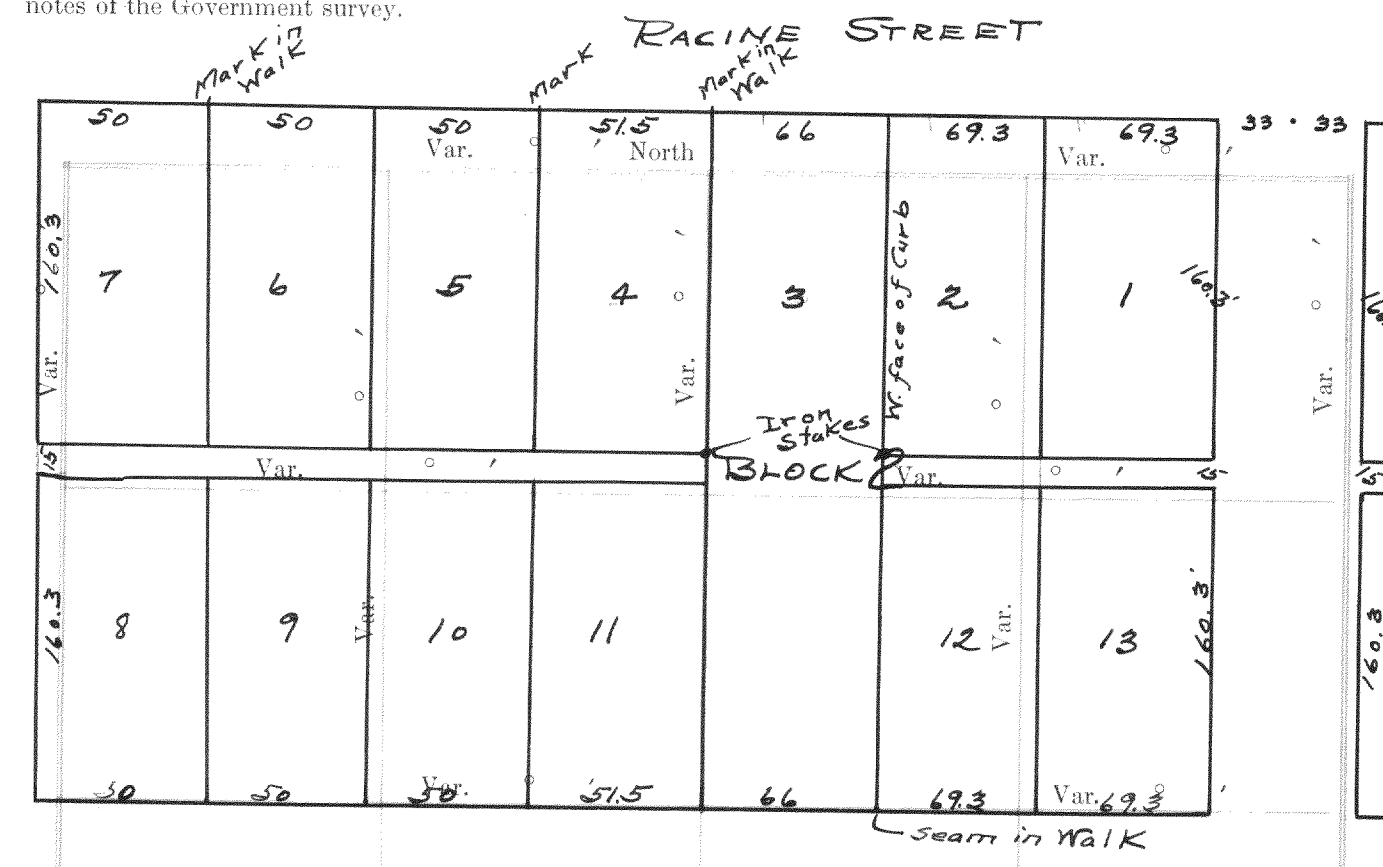 notes of the Government survey.
RACINE STREET
Mark in
Walk
Mark
Mark in
Walk
50 50 50 51.5' 66 69.3 69.3' 33 • 33
Var. ° ' North Var. ° '
160.3
Var.
7 6 5 4 3 2 1
° '
Var. ° '
W. face of Curb
° '
160.3'
Var. ° '
Iron
Stakes
15 Var. ° ' BLOCK 2 Var. ° ' 15 15
160.3
8 9 10 11 12 13
Var.
Var.
160.3'
160.3
50 50 50 51.5' 66 69.3 69.3
Var. ° ' Var. ° '
Seam in Walk